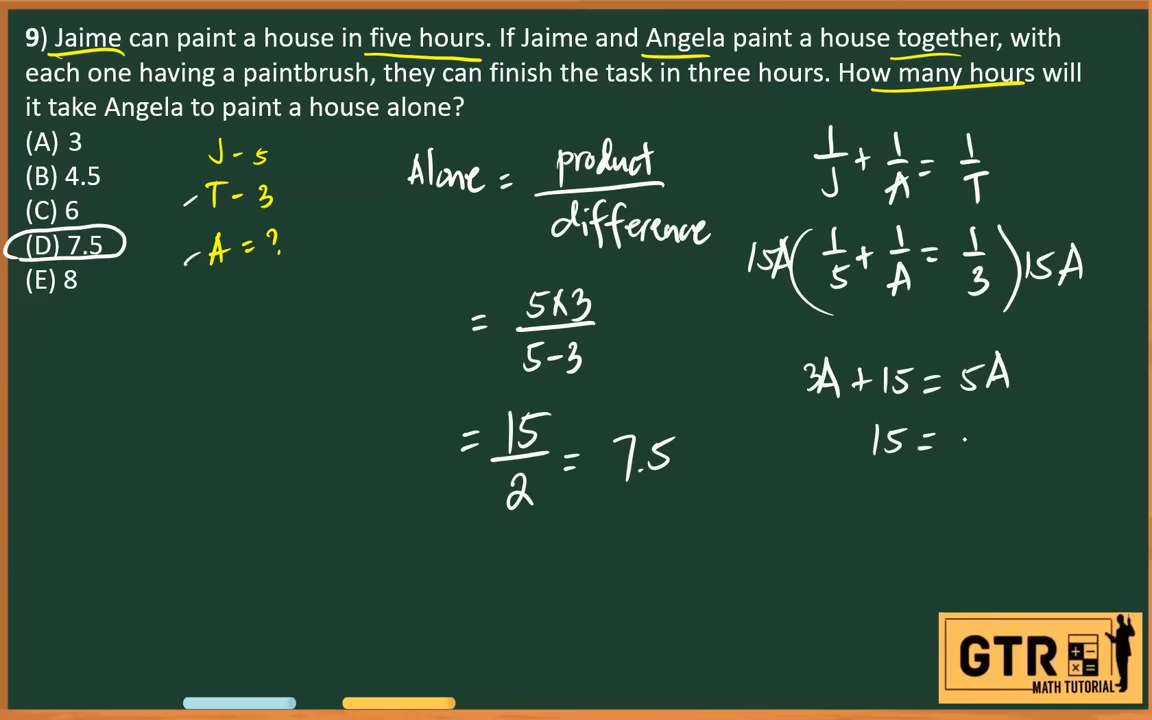 9) Jaime can paint a house in five hours. If Jaime and Angela paint a house together, with
each one having a paintbrush, they can finish the task in three hours. How many hours will
it take Angela to paint a house alone?
(A) 3
(B) 4.5
(C) 6
(D) 7.5
(E) 8
J - 5
T - 3
A = ?
Alone = product / difference
= 5×3 / 5-3
= 15/2 = 7.5
1/J + 1/A = 1/T
15A(1/5 + 1/A = 1/3)15A
3A + 15 = 5A
15 =
GTR
MATH TUTORIAL